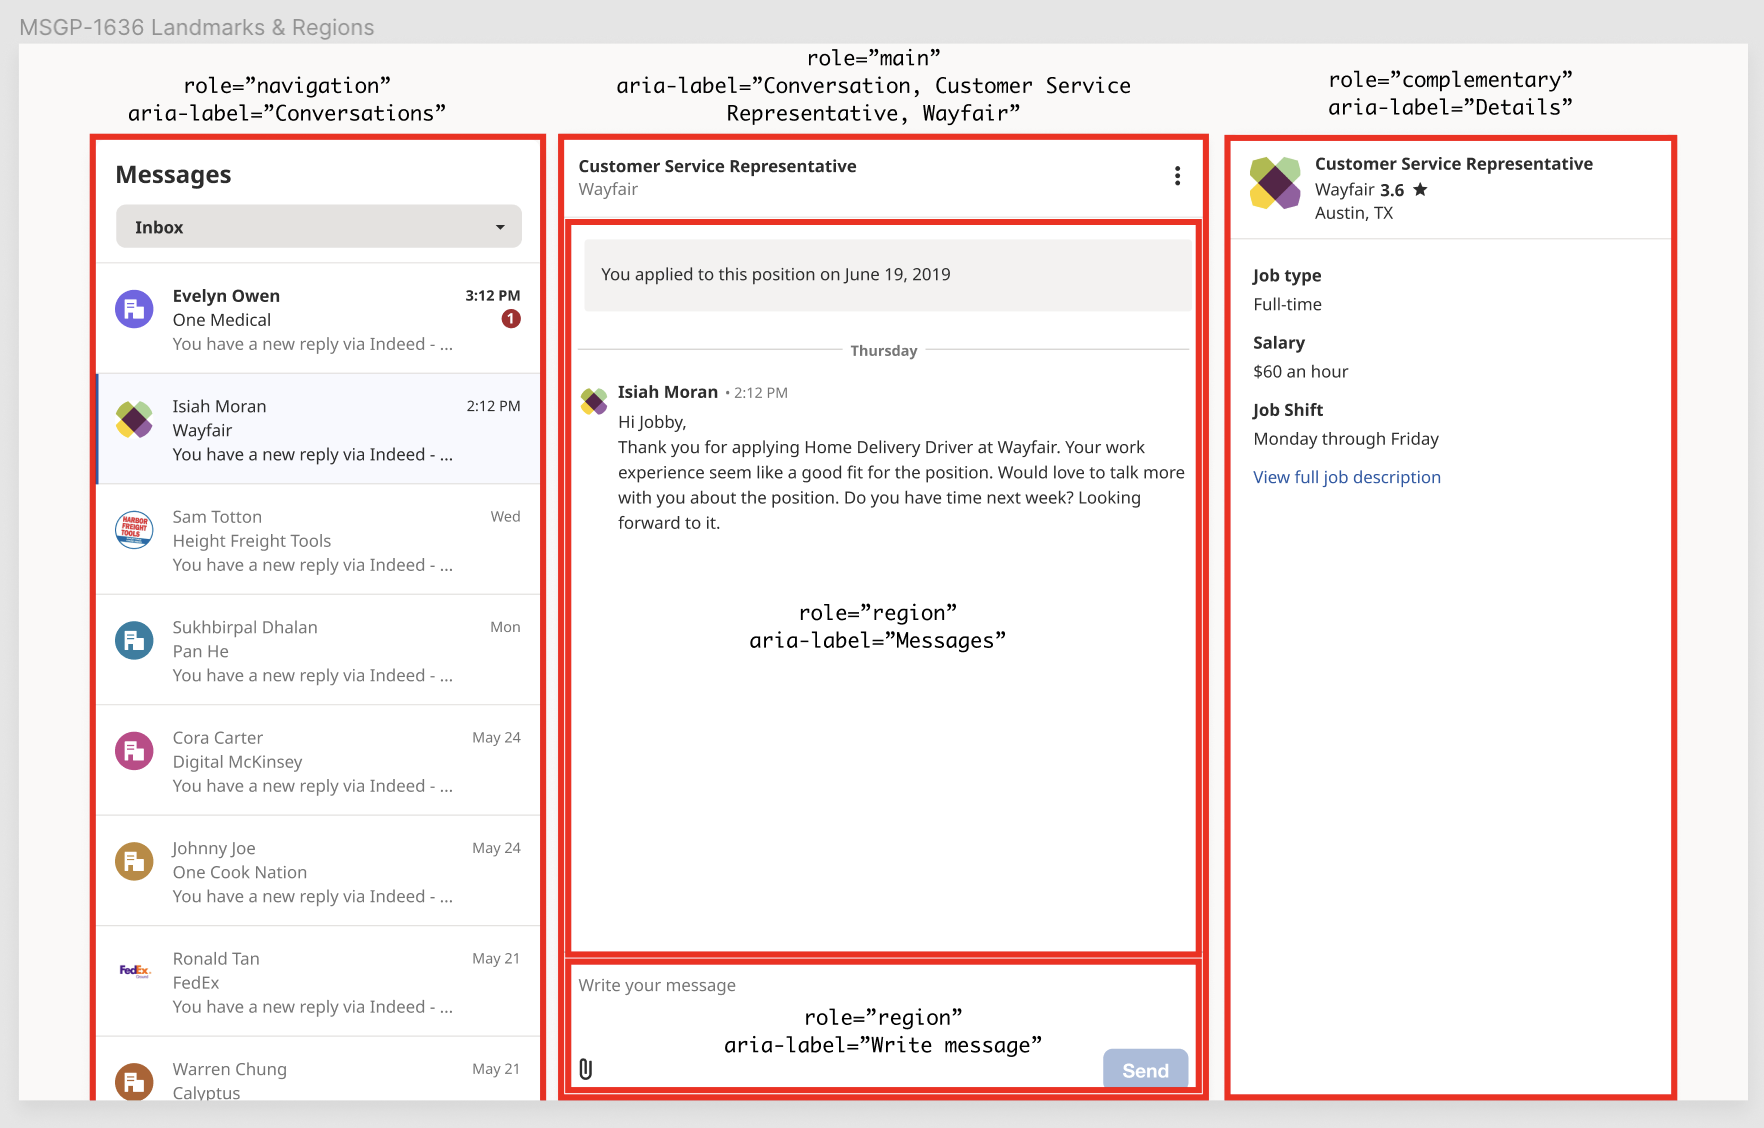 MSGP-1636 Landmarks & Regions
role=”navigation”
aria-label=”Conversations”
Messages
Inbox
Evelyn Owen
3:12 PM
One Medical
1
You have a new reply via Indeed - ...
Isiah Moran
2:12 PM
Wayfair
You have a new reply via Indeed - ...
HARBOR
FREIGHT
TOOLS
Sam Totton
Wed
Height Freight Tools
You have a new reply via Indeed - ...
Sukhbirpal Dhalan
Mon
Pan He
You have a new reply via Indeed - ...
Cora Carter
May 24
Digital McKinsey
You have a new reply via Indeed - ...
Johnny Joe
May 24
One Cook Nation
You have a new reply via Indeed - ...
FedEx
Ronald Tan
May 21
FedEx
You have a new reply via Indeed - ...
Warren Chung
May 21
Calyptus
role=”main”
aria-label=”Conversation, Customer Service
Representative, Wayfair”
Customer Service Representative
Wayfair
You applied to this position on June 19, 2019
Thursday
Isiah Moran • 2:12 PM
Hi Jobby,
Thank you for applying Home Delivery Driver at Wayfair. Your work
experience seem like a good fit for the position. Would love to talk more
with you about the position. Do you have time next week? Looking
forward to it.
role=”region”
aria-label=”Messages”
Write your message
role=”region”
aria-label=”Write message”
Send
role=”complementary”
aria-label=”Details”
Customer Service Representative
Wayfair 3.6 ★
Austin, TX
Job type
Full-time
Salary
$60 an hour
Job Shift
Monday through Friday
View full job description